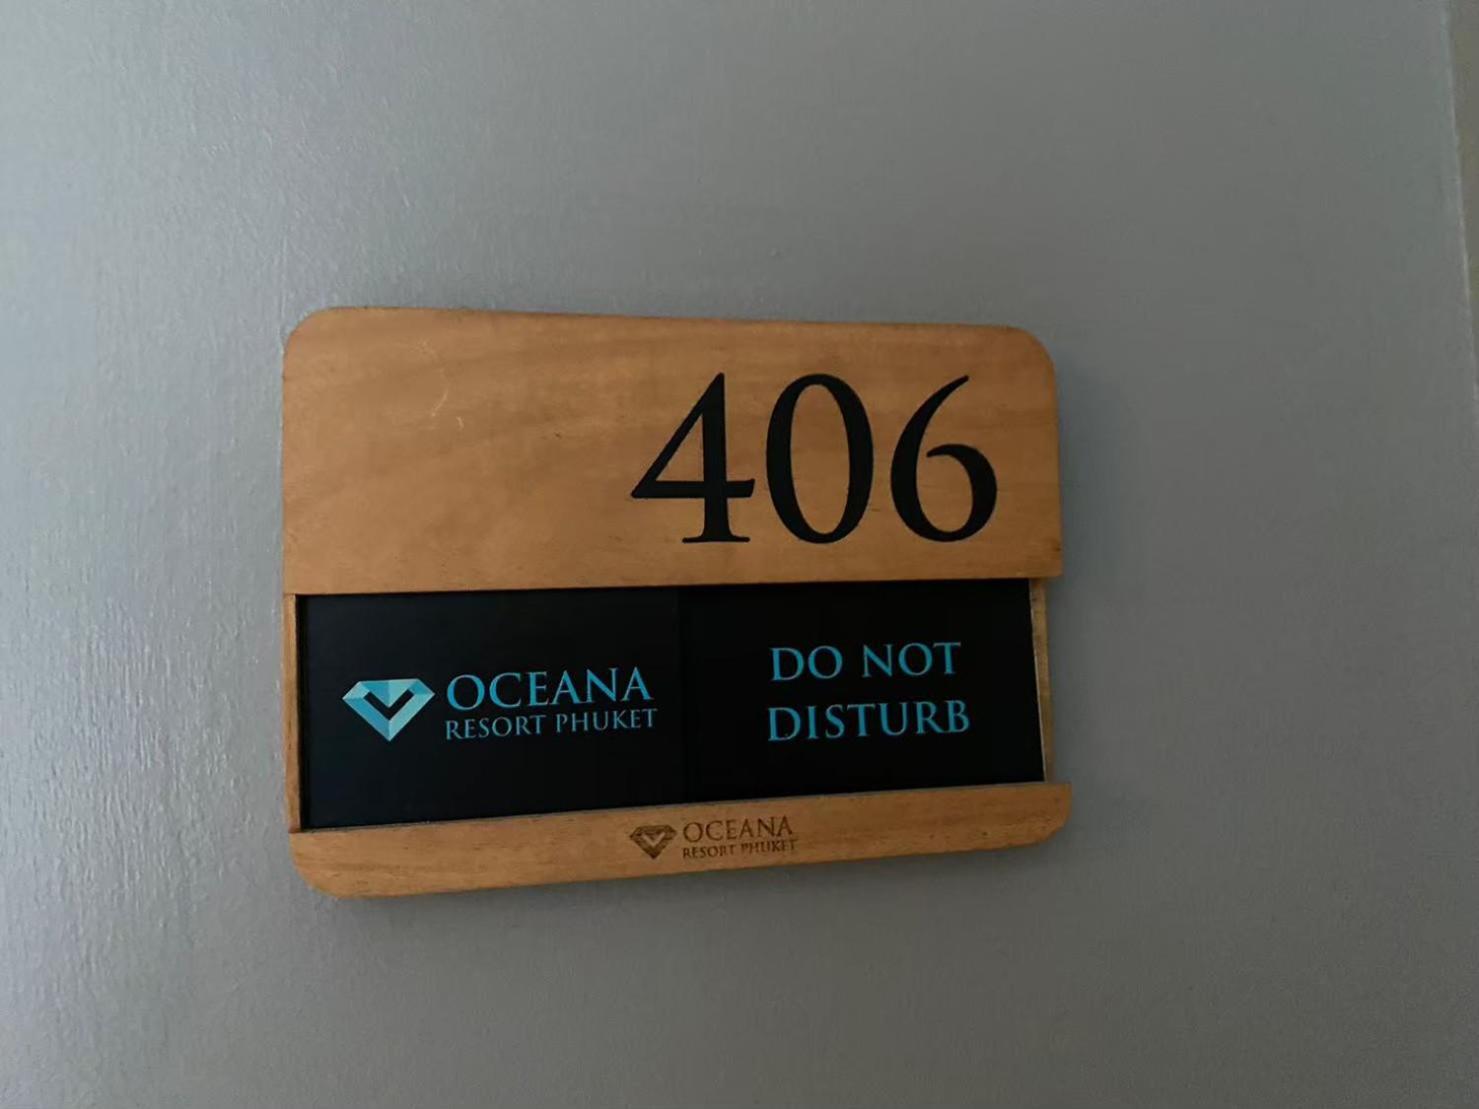 406
OCEANA
RESORT PHUKET
DO NOT
DISTURB
OCEANA
RESORT PHUKET